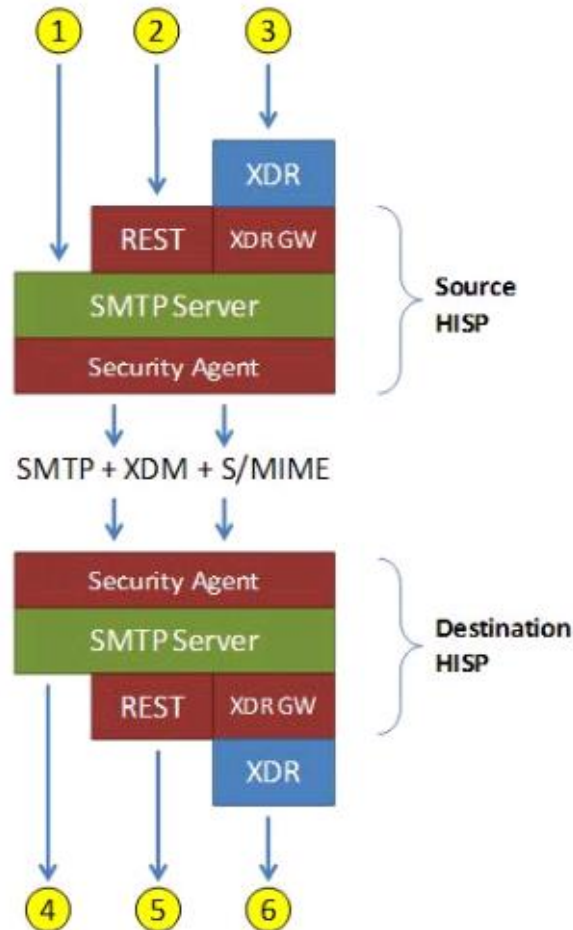 1 2 3
XDR
REST XDR GW
SMTP Server
Security Agent
Source
HISP
SMTP + XDM + S/MIME
Security Agent
SMTP Server
REST XDR GW
XDR
Destination
HISP
4 5 6